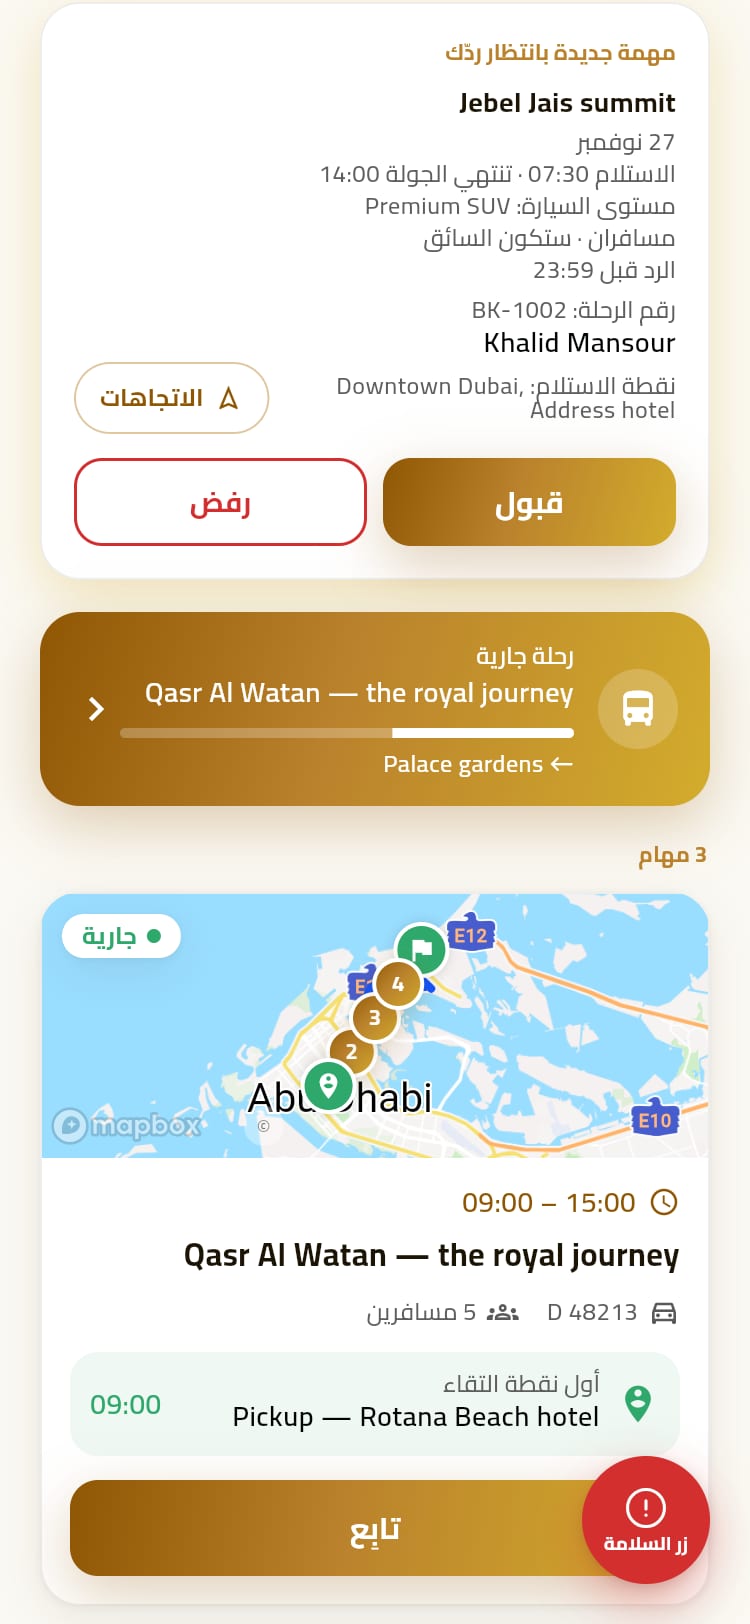 مهمة جديدة بانتظار ردّك
Jebel Jais summit
27 نوفمبر
الاستلام 07:30 · تنتهي الجولة 14:00
مستوى السيارة: Premium SUV
مسافران · ستكون السائق
الرد قبل 23:59
رقم الرحلة: BK-1002
Khalid Mansour
نقطة الاستلام: Downtown Dubai,
Address hotel
الاتجاهات
قبول
رفض
رحلة جارية
Qasr Al Watan — the royal journey
← Palace gardens
3 مهام
جارية
E12
4
3
2
Abu Dhabi
mapbox
©
E10
09:00 – 15:00
Qasr Al Watan — the royal journey
D 48213
5 مسافرين
أول نقطة التقاء
Pickup — Rotana Beach hotel
09:00
تابِع
زر السلامة